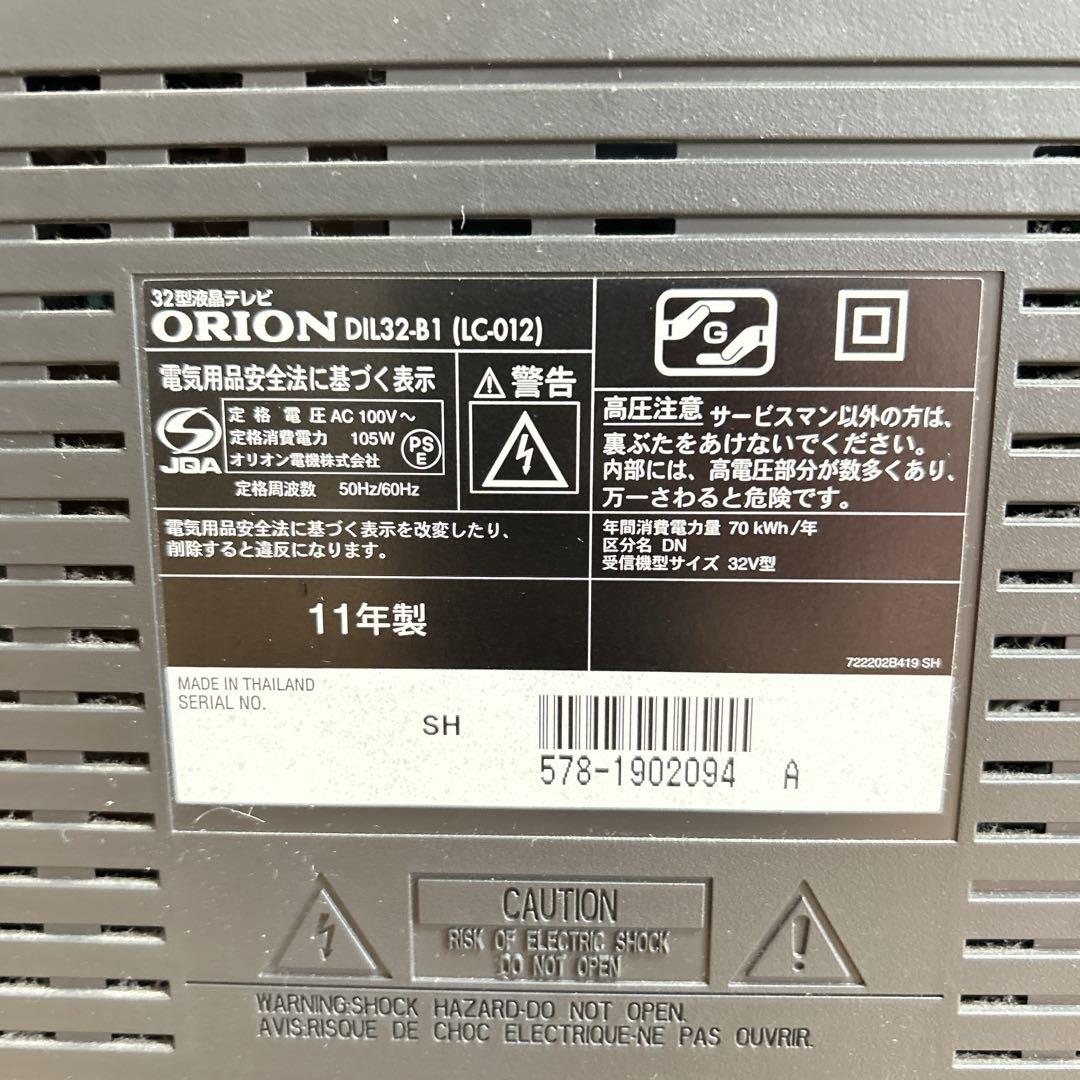 32型液晶テレビ
ORION DIL32-B1 (LC-012)
電気用品安全法に基づく表示
JQA
定格電圧 AC 100V～
定格消費電力 105W
オリオン電機株式会社
PS
E
定格周波数 50Hz/60Hz
⚠警告
電気用品安全法に基づく表示を改変したり、
削除すると違反になります。
11年製
G
高圧注意 サービスマン以外の方は、
裏ぶたをあけないでください。
内部には、高電圧部分が数多くあり、
万一さわると危険です。
年間消費電力量 70 kWh/年
区分名 DN
受信機型サイズ 32V型
722202B419 SH
MADE IN THAILAND
SERIAL NO.
SH
578-1902094 A
CAUTION
RISK OF ELECTRIC SHOCK
DO NOT OPEN
WARNING:SHOCK HAZARD-DO NOT OPEN.
AVIS:RISQUE DE CHOC ELECTRIQUE-NE PAS OUVRIR.